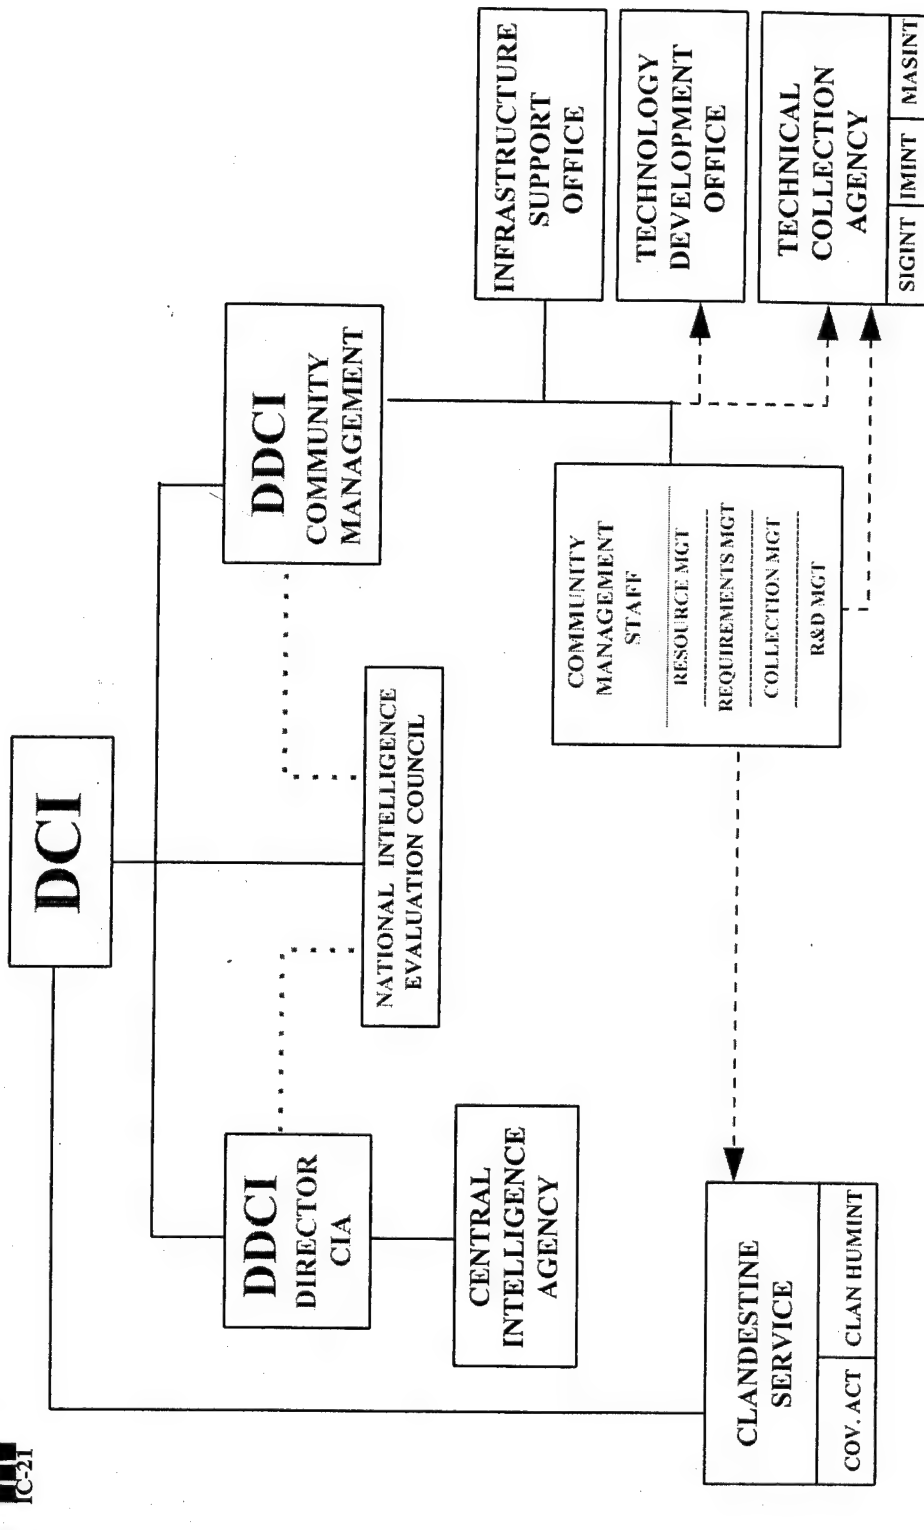 IC-21
DCI
DDCI
DIRECTOR
CIA
DDCI
COMMUNITY
MANAGEMENT
NATIONAL INTELLIGENCE
EVALUATION COUNCIL
CENTRAL
INTELLIGENCE
AGENCY
INFRASTRUCTURE
SUPPORT
OFFICE
COMMUNITY
MANAGEMENT
STAFF
RESOURCE MGT
REQUIREMENTS MGT
COLLECTION MGT
R&D MGT
TECHNOLOGY
DEVELOPMENT
OFFICE
CLANDESTINE
SERVICE
COV. ACT
CLAN HUMINT
TECHNICAL
COLLECTION
AGENCY
SIGINT
IMINT
MASINT